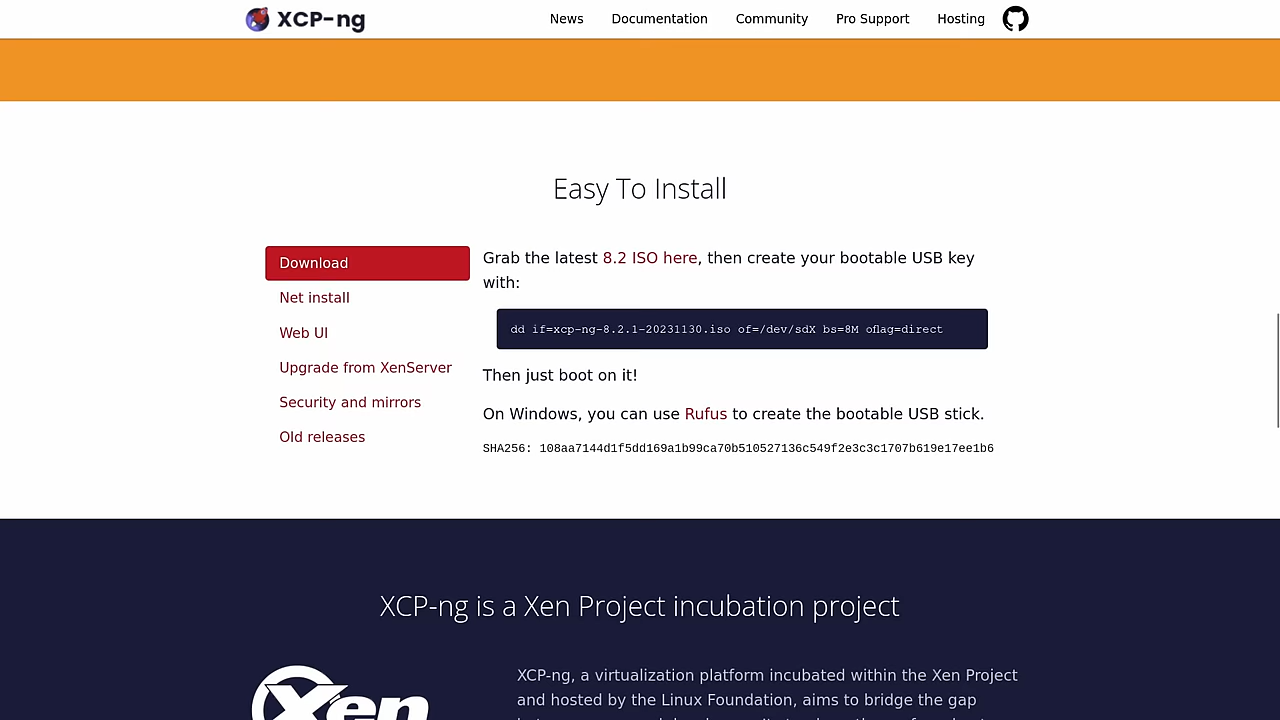 XCP-ng
News Documentation Community Pro Support Hosting
Easy To Install
Download
Net install
Web UI
Upgrade from XenServer
Security and mirrors
Old releases
Grab the latest 8.2 ISO here, then create your bootable USB key
with:
dd if=xcp-ng-8.2.1-20231130.iso of=/dev/sdX bs=8M oflag=direct
Then just boot on it!
On Windows, you can use Rufus to create the bootable USB stick.
SHA256: 108aa7144d1f5dd169a1b99ca70b510527136c549f2e3c3c1707b619e17ee1b6
XCP-ng is a Xen Project incubation project
Xen
XCP-ng, a virtualization platform incubated within the Xen Project
and hosted by the Linux Foundation, aims to bridge the gap